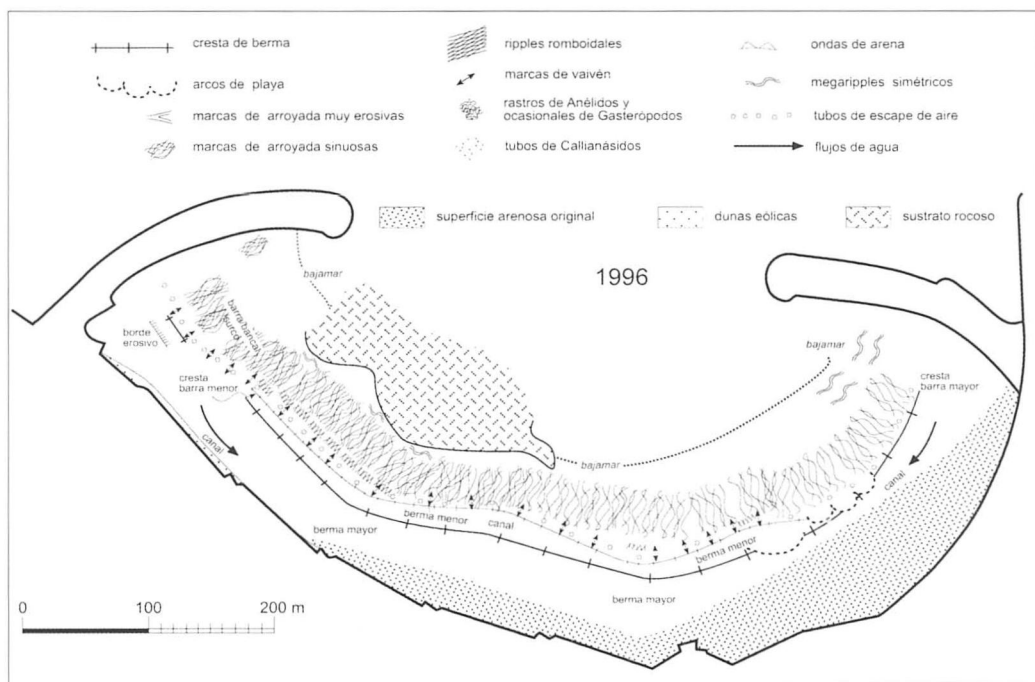 cresta de berma
arcos de playa
marcas de arroyada muy erosivas
marcas de arroyada sinuosas
ripples romboidales
marcas de vaivén
rastros de Anélidos y
ocasionales de Gasterópodos
tubos de Callianásidos
ondas de arena
megaripples simétricos
tubos de escape de aire
flujos de agua
superficie arenosa original
dunas eólicas
sustrato rocoso
1996
bajamar
bajamar
bajamar
borde
erosivo
barra/barical
surco
cresta
barra menor
cresta
barra mayor
canal
canal
berma mayor
berma menor
canal
berma menor
berma mayor
0
100
200 m